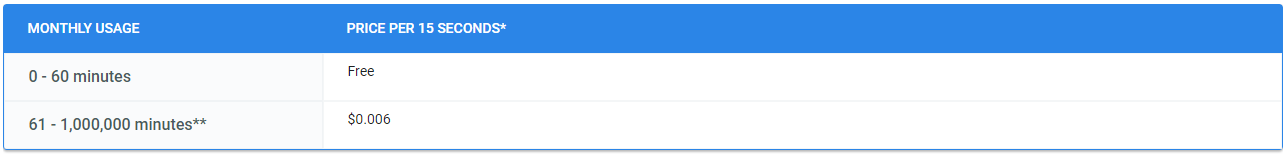 MONTHLY USAGE PRICE PER 15 SECONDS*
0 - 60 minutes Free
61 - 1,000,000 minutes** $0.006